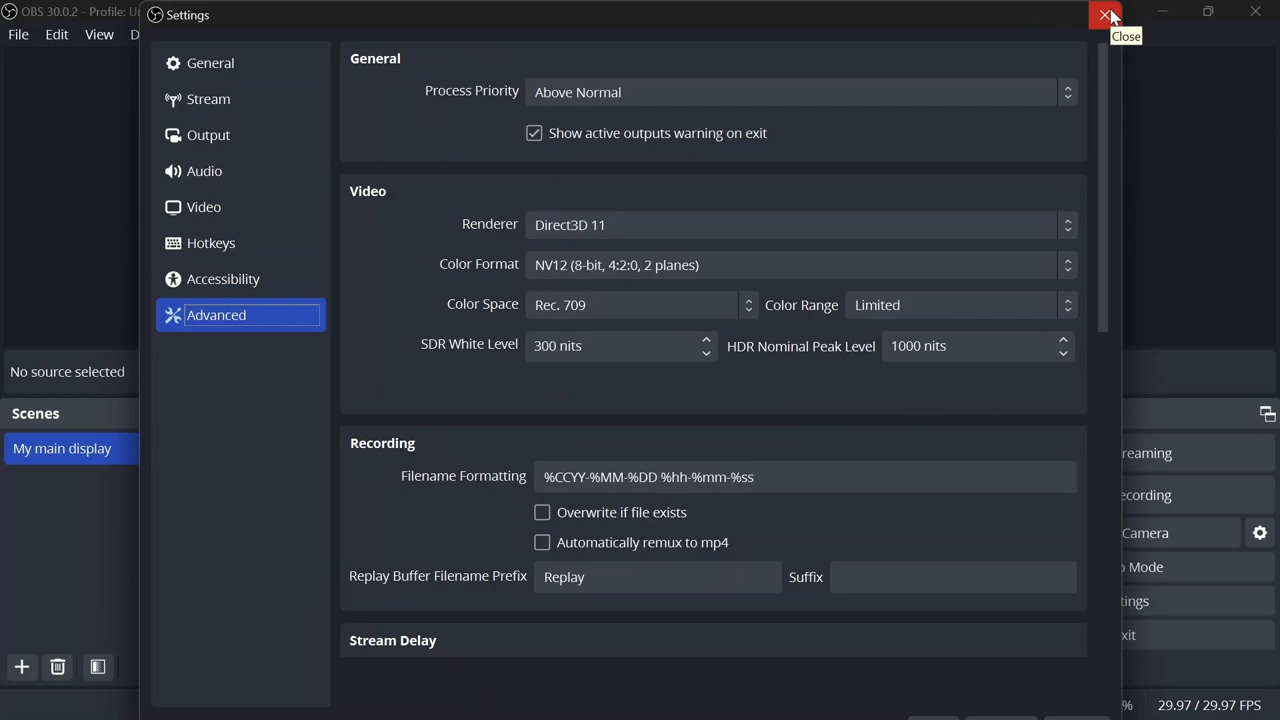 OBS 30.0.2 - Profile: U
Settings
Close
File Edit View D
General
Stream
Output
Audio
Video
Hotkeys
Accessibility
Advanced
General
Process Priority Above Normal
Show active outputs warning on exit
Video
Renderer Direct3D 11
Color Format NV12 (8-bit, 4:2:0, 2 planes)
Color Space Rec. 709 Color Range Limited
SDR White Level 300 nits HDR Nominal Peak Level 1000 nits
Recording
Filename Formatting %CCYY-%MM-%DD %hh-%mm-%ss
Overwrite if file exists
Automatically remux to mp4
Replay Buffer Filename Prefix Replay Suffix
Stream Delay
No source selected
Scenes
My main display
reaming
ecording
Camera
o Mode
tings
xit
% 29.97 / 29.97 FPS